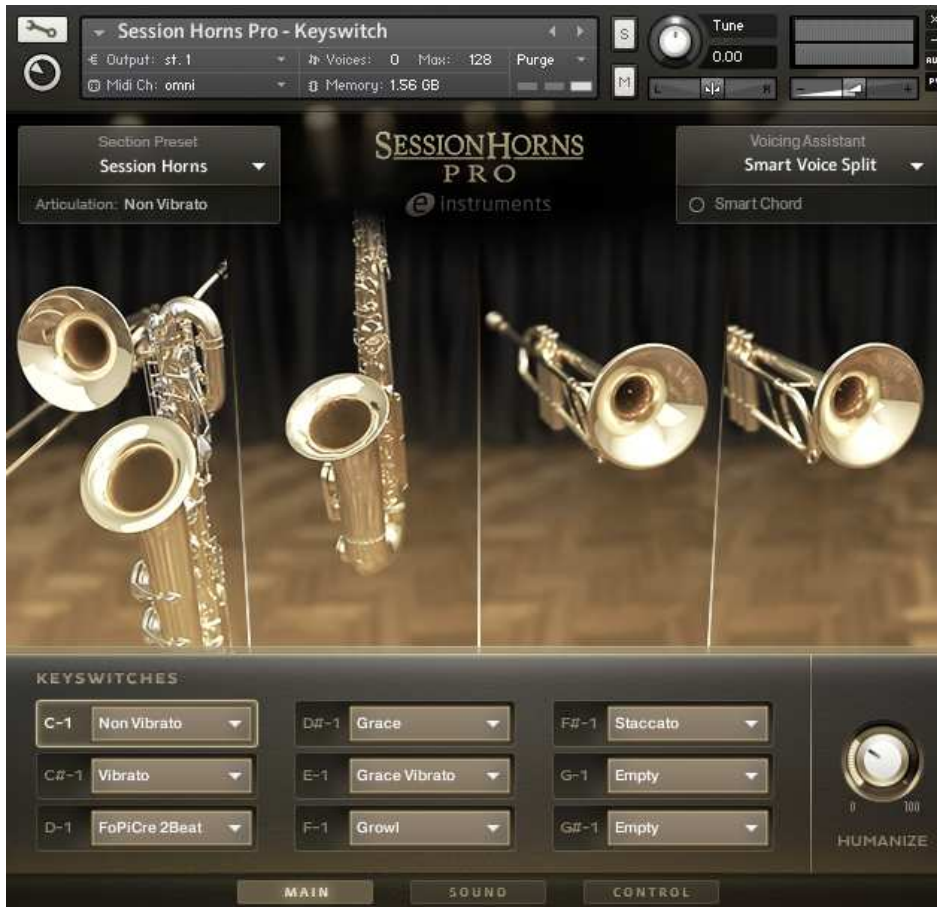 Session Horns Pro - Keyswitch
Output: st. 1
Voices: 0 Max: 128 Purge
Midi Ch: omni
Memory: 1.56 GB
S
M
Tune
0.00
L R
- +
AU
Section Preset
Session Horns
Articulation: Non Vibrato
SESSIONHORNS
PRO
e instruments
Voicing Assistant
Smart Voice Split
Smart Chord
KEYSWITCHES
C-1 Non Vibrato
D#-1 Grace
F#-1 Staccato
C#-1 Vibrato
E-1 Grace Vibrato
G-1 Empty
D-1 FoPiCre 2Beat
F-1 Growl
G#-1 Empty
0 100
HUMANIZE
MAIN SOUND CONTROL